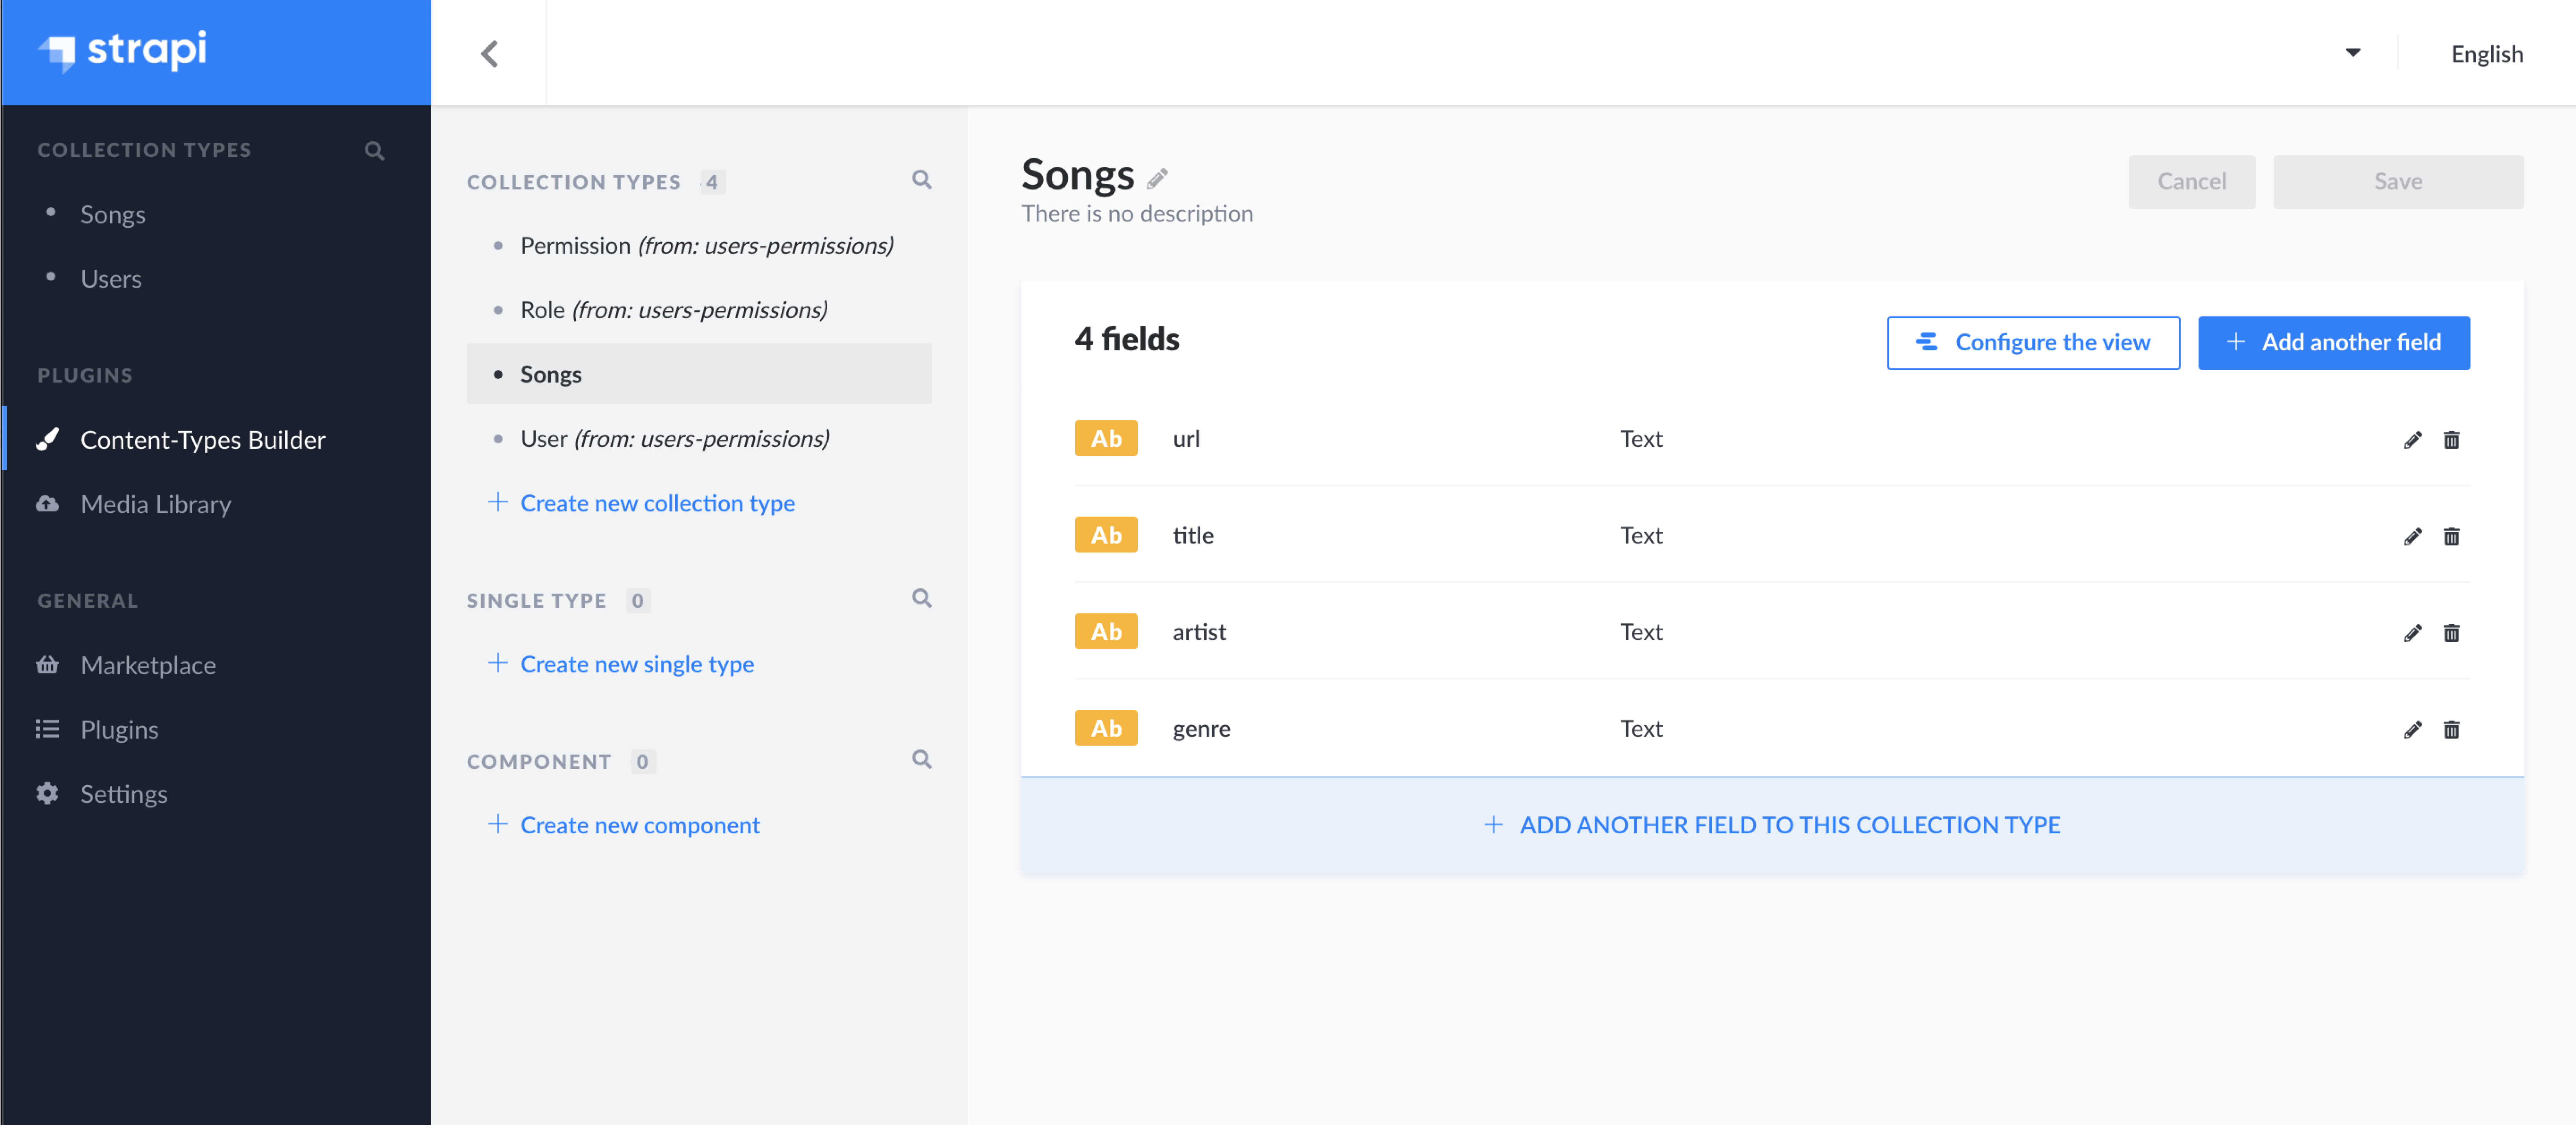 strapi
English
COLLECTION TYPES
Songs
Users
PLUGINS
Content-Types Builder
Media Library
GENERAL
Marketplace
Plugins
Settings
COLLECTION TYPES 4
Permission (from: users-permissions)
Role (from: users-permissions)
Songs
User (from: users-permissions)
Create new collection type
SINGLE TYPE 0
Create new single type
COMPONENT 0
Create new component
Songs
There is no description
Cancel
Save
4 fields
Configure the view
Add another field
Ab url Text
Ab title Text
Ab artist Text
Ab genre Text
ADD ANOTHER FIELD TO THIS COLLECTION TYPE